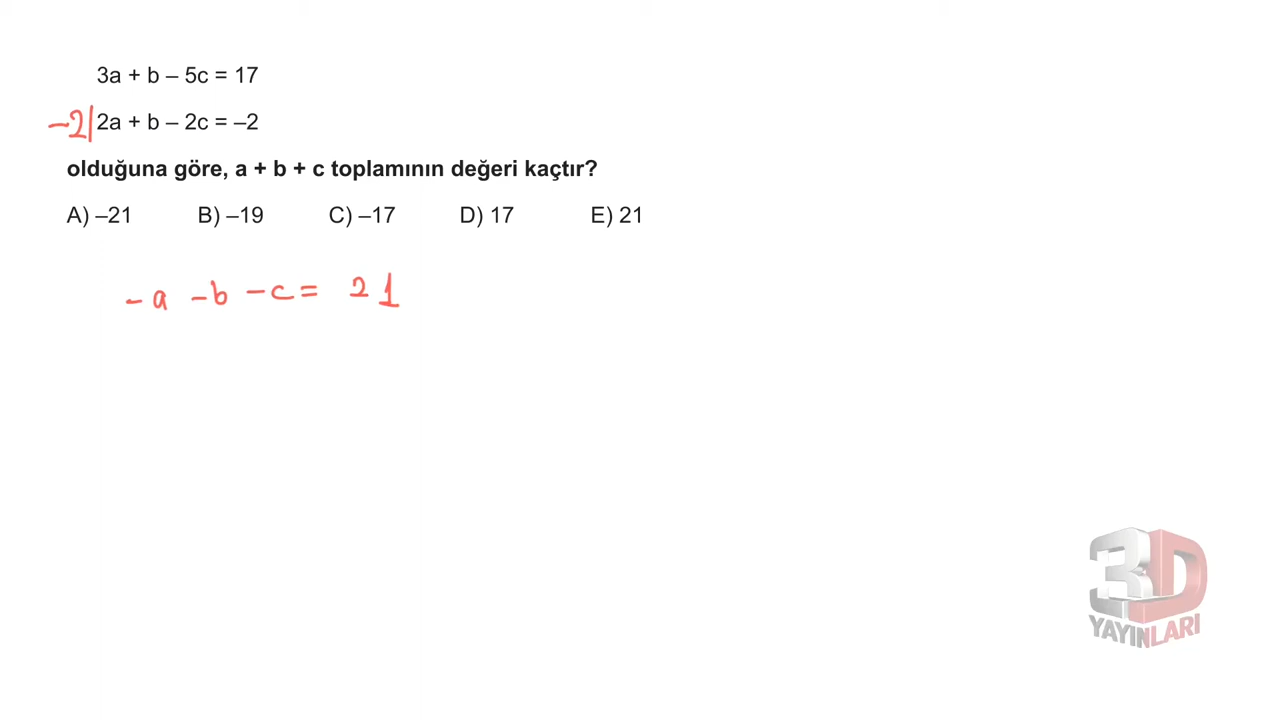 3a + b – 5c = 17
–2| 2a + b – 2c = –2
olduğuna göre, a + b + c toplamının değeri kaçtır?
A) –21 B) –19 C) –17 D) 17 E) 21
-a -b -c = 21
3D
YAYINLARI